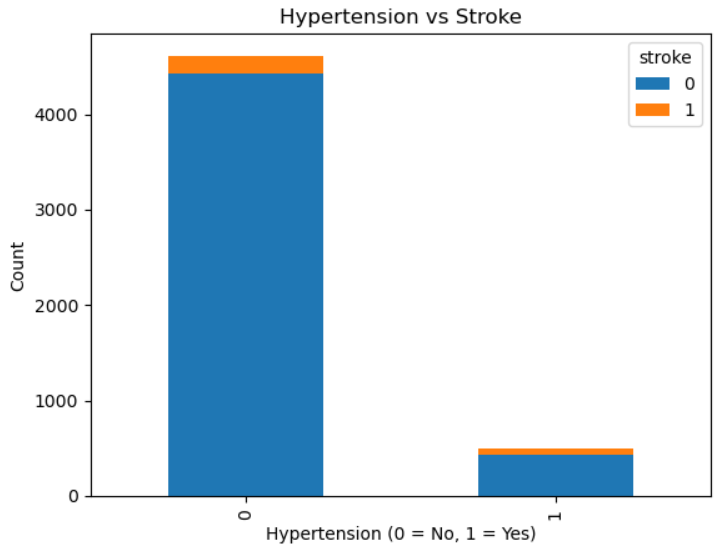 Hypertension vs Stroke
stroke
0
1
4000
3000
2000
1000
0
Count
0
1
Hypertension (0 = No, 1 = Yes)